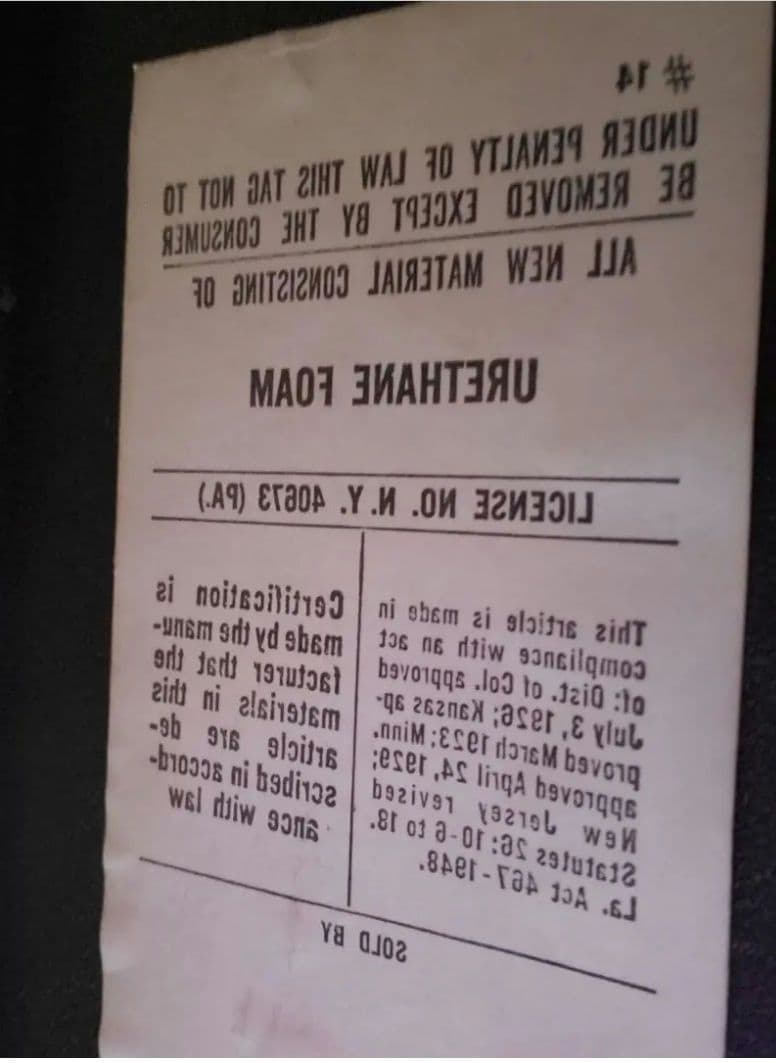 # 14
UNDER PENALTY OF LAW THIS TAG NOT TO
BE REMOVED EXCEPT BY THE CONSUMER
ALL NEW MATERIAL CONSISTING OF
URETHANE FOAM
LICENSE NO. N.Y. 40673 (PA.)
This article is made in
compliance with an act
of: Dist. of Col. approved
July 3, 1926; Kansas ap-
proved March 1923; Minn.
approved April 24, 1929;
New Jersey revised
Statutes 26: 10-6 to 18.
La. Act 467-1948.
Certification is
made by the manu-
facturer that the
materials in this
article are de-
scribed in accord-
ance with law
SOLD BY